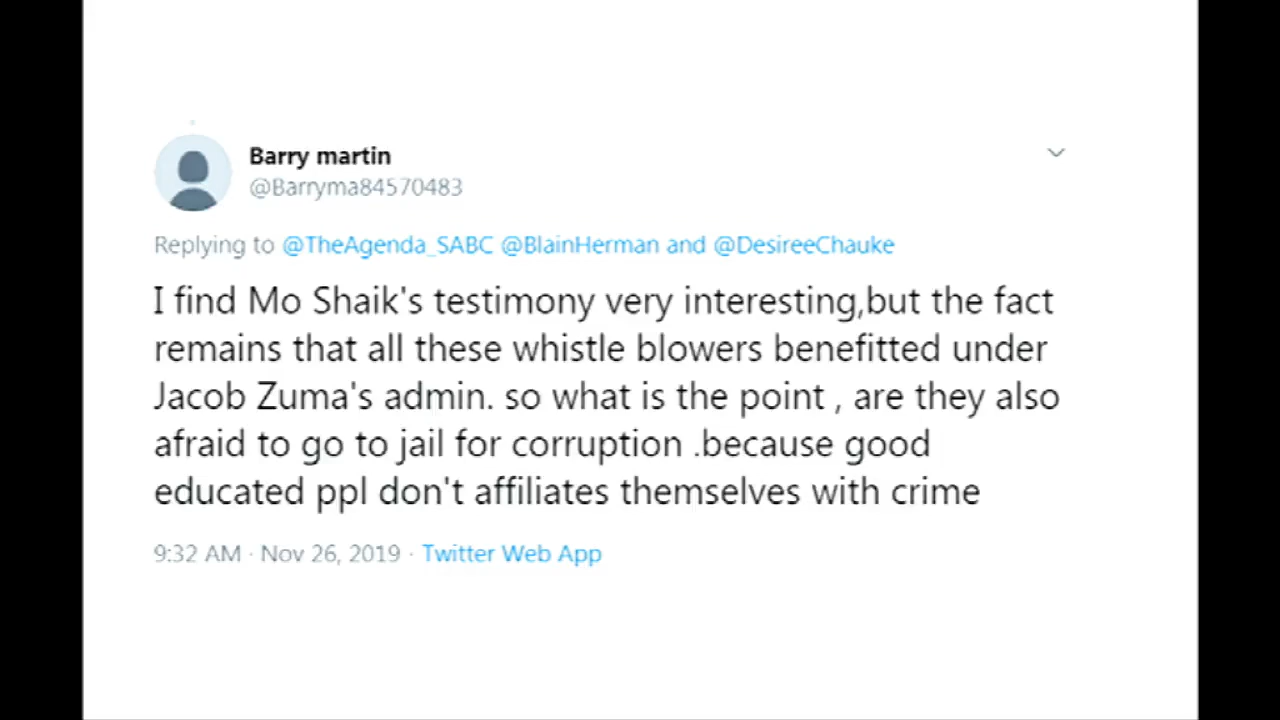 Barry martin
@Barryma84570483
Replying to @TheAgenda_SABC @BlainHerman and @DesireeChauke
I find Mo Shaik's testimony very interesting,but the fact
remains that all these whistle blowers benefitted under
Jacob Zuma's admin. so what is the point , are they also
afraid to go to jail for corruption .because good
educated ppl don't affiliates themselves with crime
9:32 AM · Nov 26, 2019 · Twitter Web App